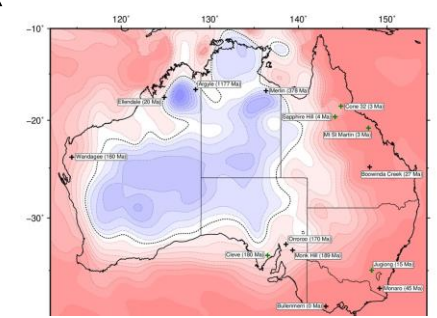 A
120° 130° 140° 150°
-10°
Argyle (1177 Ma)
Ellendale (20 Ma)
Merlin (378 Ma)
Cone 32 (3 Ma)
Sapphire Hill (4 Ma)
-20°
Mt St Martin (3 Ma)
Wandagee (160 Ma)
Boowinda Creek (27 Ma)
-30°
Orroroo (170 Ma)
Cleve (180 Ma)
Monk Hill (189 Ma)
Jugiong (15 Ma)
Monaro (45 Ma)
Bullenmerri (0 Ma)